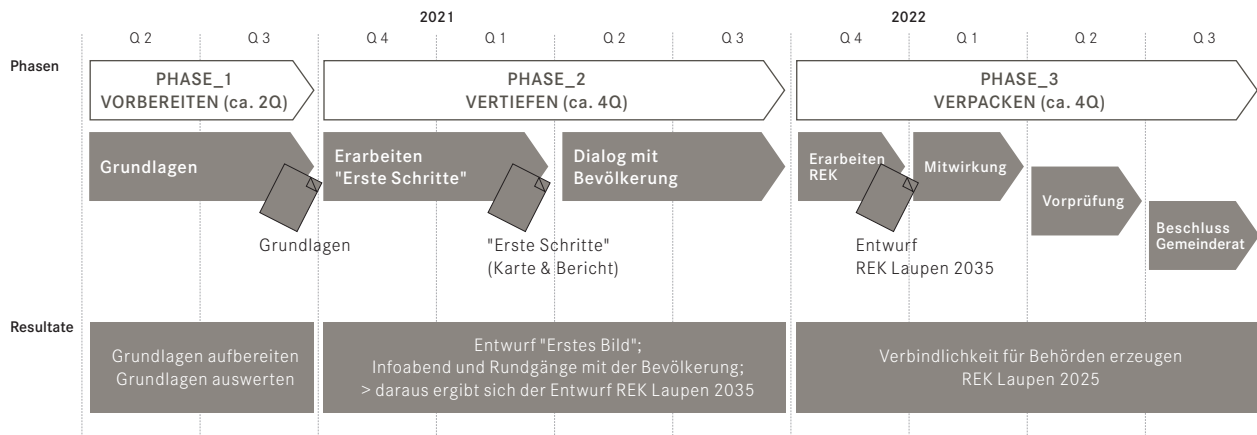 2021
2022
Q 2
Q 3
Q 4
Q 1
Q 2
Q 3
Q 4
Q 1
Q 2
Q 3
Phasen
PHASE_1
VORBEREITEN (ca. 2Q)
PHASE_2
VERTIEFEN (ca. 4Q)
PHASE_3
VERPACKEN (ca. 4Q)
Grundlagen
Erarbeiten
"Erste Schritte"
Dialog mit
Bevölkerung
Erarbeiten
REK
Mitwirkung
Vorprüfung
Beschluss
Gemeinderat
Grundlagen
"Erste Schritte"
(Karte & Bericht)
Entwurf
REK Laupen 2035
Resultate
Grundlagen aufbereiten
Grundlagen auswerten
Entwurf "Erstes Bild";
Infoabend und Rundgänge mit der Bevölkerung;
> daraus ergibt sich der Entwurf REK Laupen 2035
Verbindlichkeit für Behörden erzeugen
REK Laupen 2025